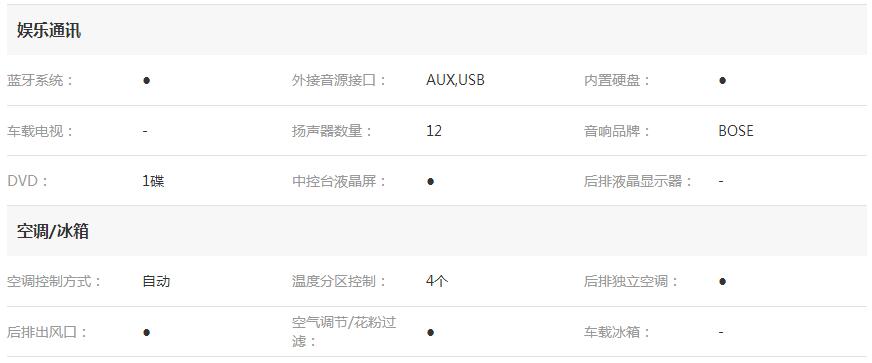 娱乐通讯
蓝牙系统： ● 外接音源接口： AUX,USB 内置硬盘： ●
车载电视： - 扬声器数量： 12 音响品牌： BOSE
DVD： 1碟 中控台液晶屏： ● 后排液晶显示器： -
空调/冰箱
空调控制方式： 自动 温度分区控制： 4个 后排独立空调： ●
后排出风口： ● 空气调节/花粉过
滤： ● 车载冰箱： -